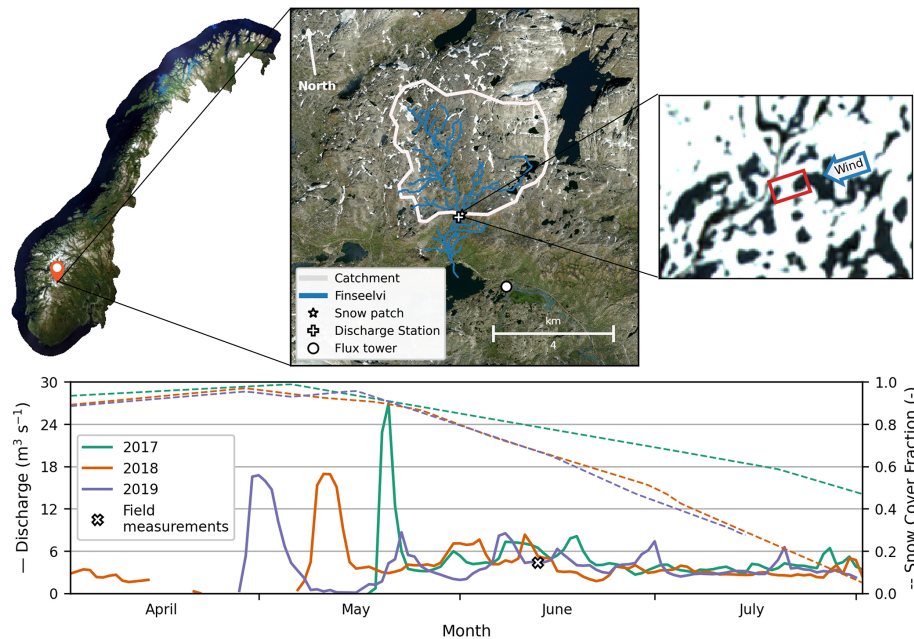 North
Wind
Catchment
Finseelvi
Snow patch
Discharge Station
Flux tower
km
4
30
24
18
12
6
0
— Discharge (m³ s⁻¹)
2017
2018
2019
Field
measurements
1.0
0.8
0.6
0.4
0.2
0.0
-- Snow Cover Fraction (-)
April
May
June
July
Month